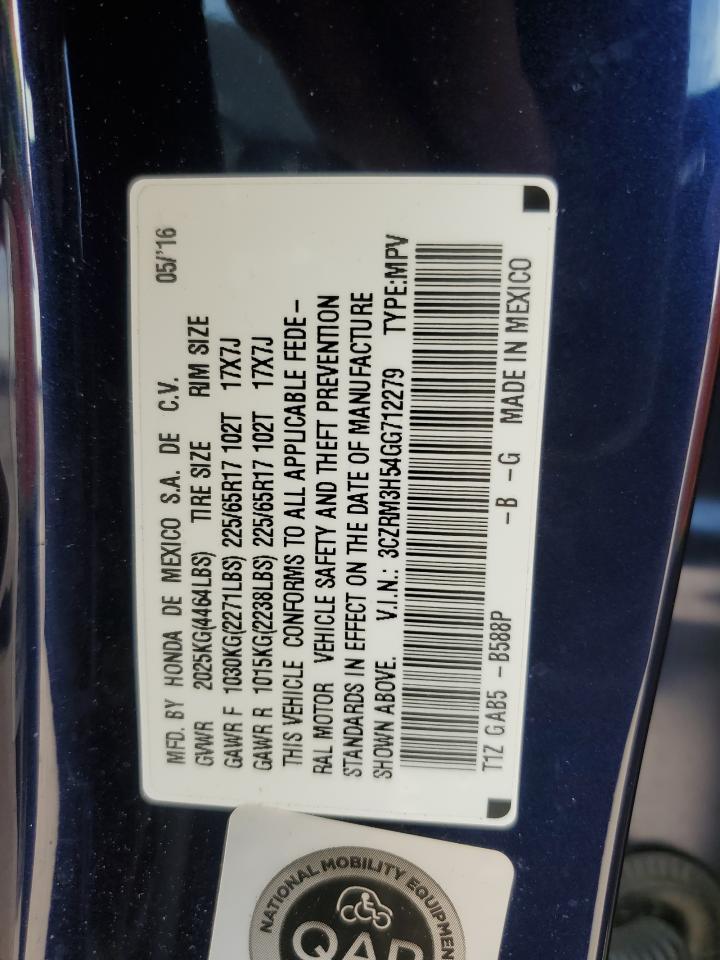 MFD. BY HONDA DE MEXICO S.A. DE C.V. 05/'16
GVWR 2025KG(4464LBS) TIRE SIZE RIM SIZE
GAWR F 1030KG(2271LBS) 225/65R17 102T 17X7J
GAWR R 1015KG(2238LBS) 225/65R17 102T 17X7J
THIS VEHICLE CONFORMS TO ALL APPLICABLE FEDE-
RAL MOTOR VEHICLE SAFETY AND THEFT PREVENTION
STANDARDS IN EFFECT ON THE DATE OF MANUFACTURE
SHOWN ABOVE. V.I.N.: 3CZRM3H54GG712279 TYPE:MPV
T1Z GAB5 -B588P -B -G MADE IN MEXICO
NATIONAL MOBILITY EQUIPMEN
QAP